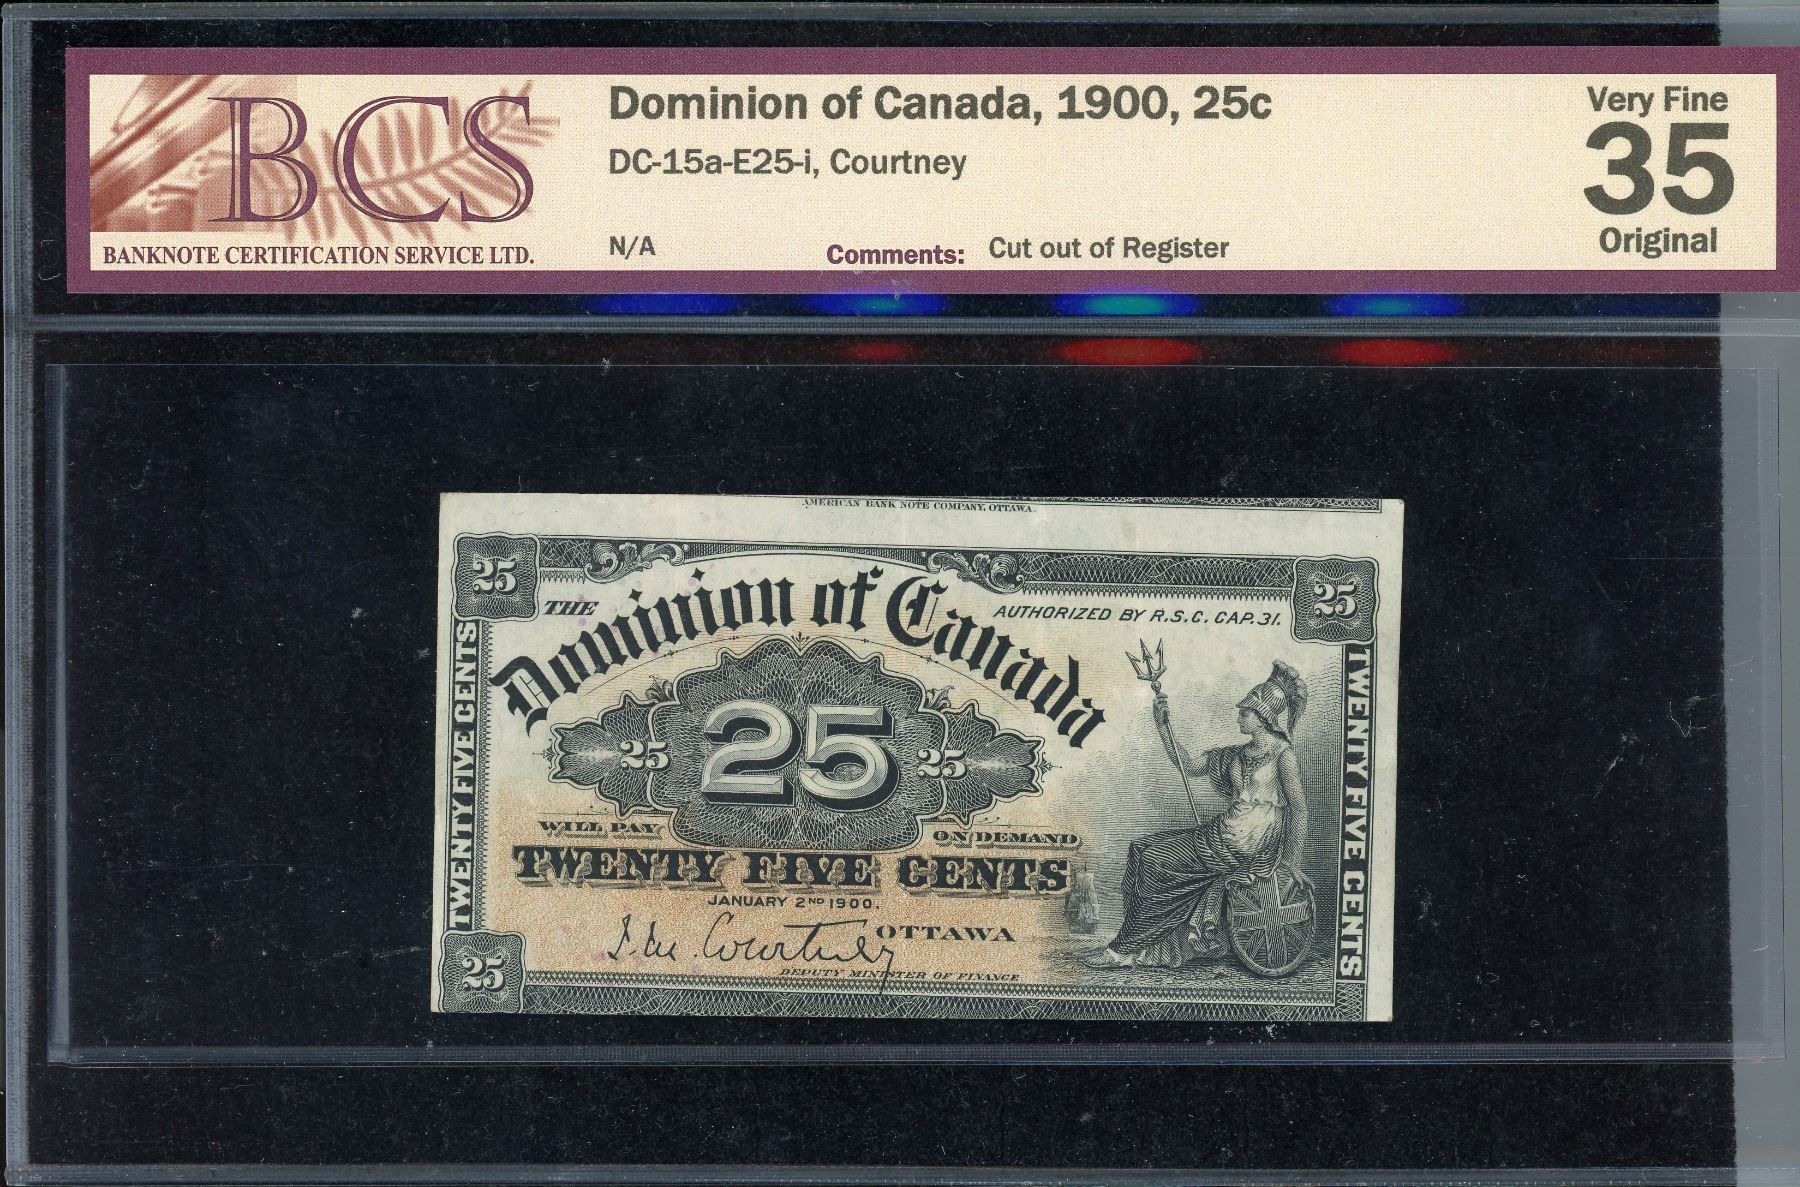 BCS
BANKNOTE CERTIFICATION SERVICE LTD.
Dominion of Canada, 1900, 25c
DC-15a-E25-i, Courtney
N/A
Comments: Cut out of Register
Very Fine
35
Original
AMERICAN BANK NOTE COMPANY, OTTAWA.
25
25
THE
Dominion of Canada
AUTHORIZED BY R.S.C. CAP. 31.
TWENTY FIVE CENTS
TWENTY FIVE CENTS
25 25 25
WILL PAY ON DEMAND
TWENTY FIVE CENTS
JANUARY 2ND 1900.
J. M. Courtney OTTAWA
DEPUTY MINISTER OF FINANCE
25